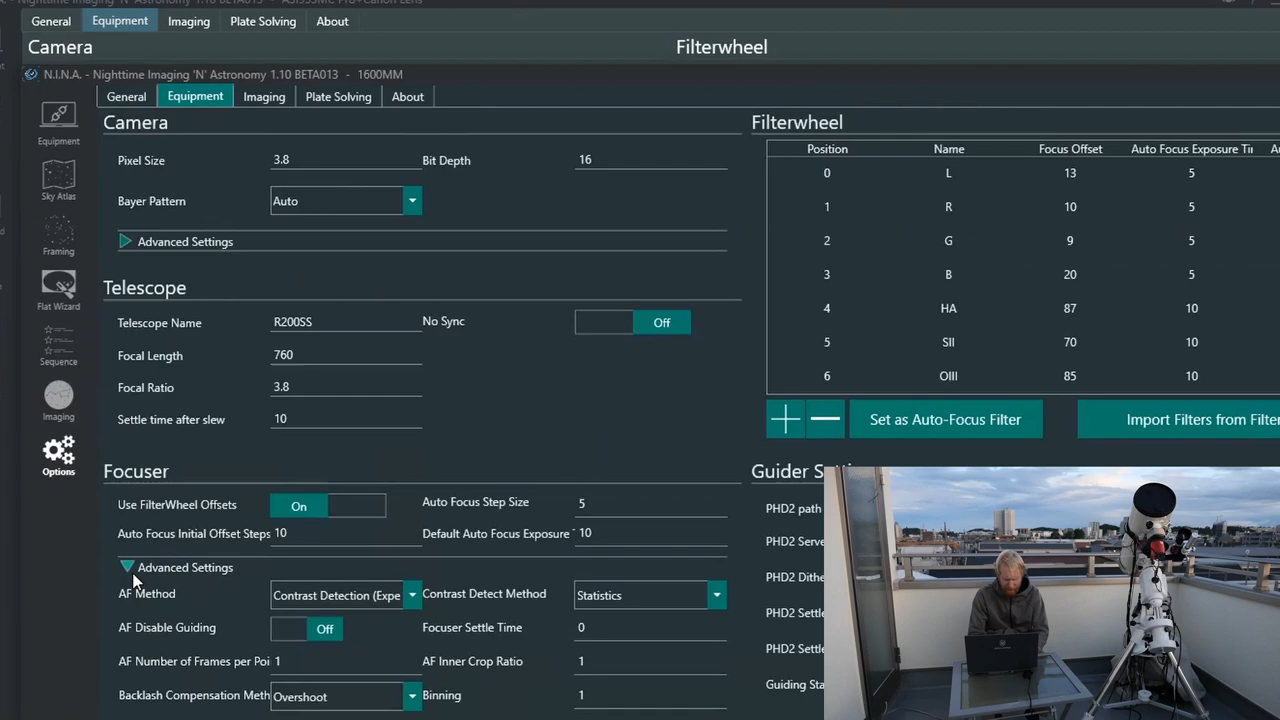 General Equipment Imaging Plate Solving About
Camera Filterwheel
N.I.N.A. - Nighttime Imaging 'N' Astronomy 1.10 BETA013 - 1600MM
General Equipment Imaging Plate Solving About
Equipment
Sky Atlas
Framing
Flat Wizard
Sequence
Imaging
Options
Camera
Pixel Size 3.8 Bit Depth 16
Bayer Pattern Auto
Advanced Settings
Telescope
Telescope Name R200SS No Sync Off
Focal Length 760
Focal Ratio 3.8
Settle time after slew 10
Focuser
Use FilterWheel Offsets On Auto Focus Step Size 5
Auto Focus Initial Offset Steps 10 Default Auto Focus Exposure 10
Advanced Settings
AF Method Contrast Detection (Expe Contrast Detect Method Statistics
AF Disable Guiding Off Focuser Settle Time 0
AF Number of Frames per Poi 1 AF Inner Crop Ratio 1
Backlash Compensation Meth Overshoot Binning 1
Filterwheel
Position Name Focus Offset Auto Focus Exposure Ti
0 L 13 5
1 R 10 5
2 G 9 5
3 B 20 5
4 HA 87 10
5 SII 70 10
6 OIII 85 10
Set as Auto-Focus Filter Import Filters from Filter
Guider
PHD2 path
PHD2 Serve
PHD2 Dithe
PHD2 Settle
PHD2 Settle
Guiding Sta